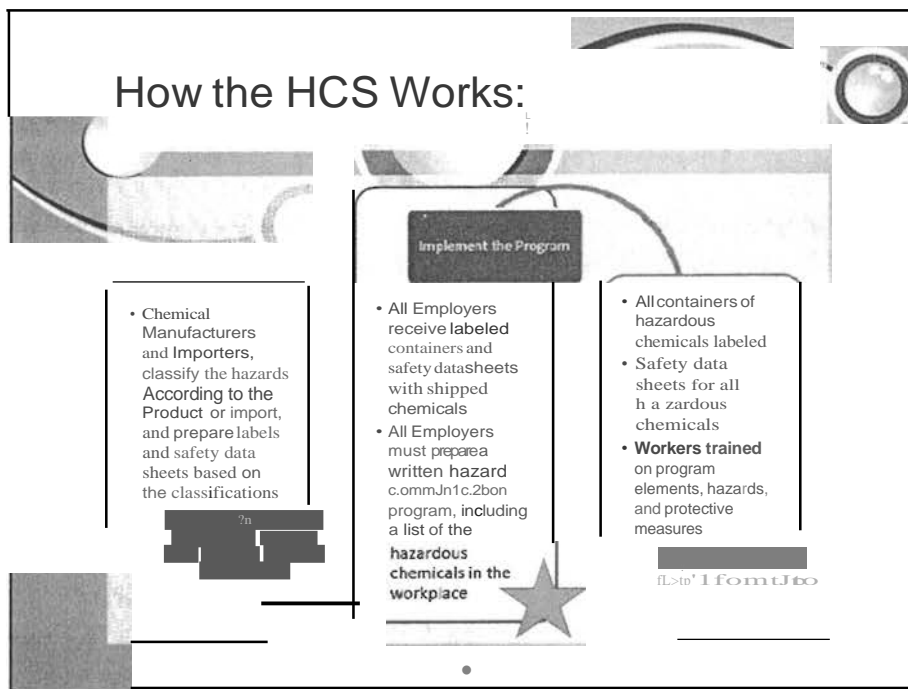 How the HCS Works:
Implement the Program
• Chemical
Manufacturers
and Importers,
classify the hazards
According to the
Product or import,
and prepare labels
and safety data
sheets based on
the classifications
?n
• All Employers
receive labeled
containers and
safety datasheets
with shipped
chemicals
• All Employers
must preparea
written hazard
c.ommJn1c.2bon
program, including
a list of the
hazardous
chemicals in the
workplace
• All containers of
hazardous
chemicals labeled
• Safety data
sheets for all
h a zardous
chemicals
• Workers trained
on program
elements, hazards,
and protective
measures